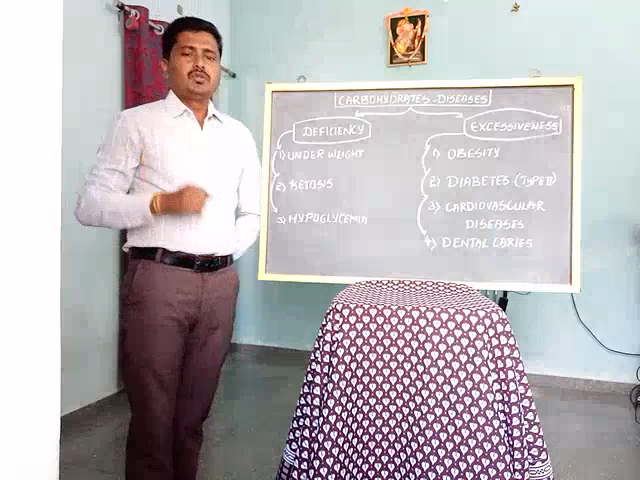 CARBOHYDRATES-DISEASES
DEFICIENCY
1) UNDER WEIGHT
2) KETOSIS
3) HYPOGLYCEMIA
EXCESSIVENESS
1) OBESITY
2) DIABETES (TYPE II)
3) CARDIOVASCULAR
DISEASES
4) DENTAL CARIES